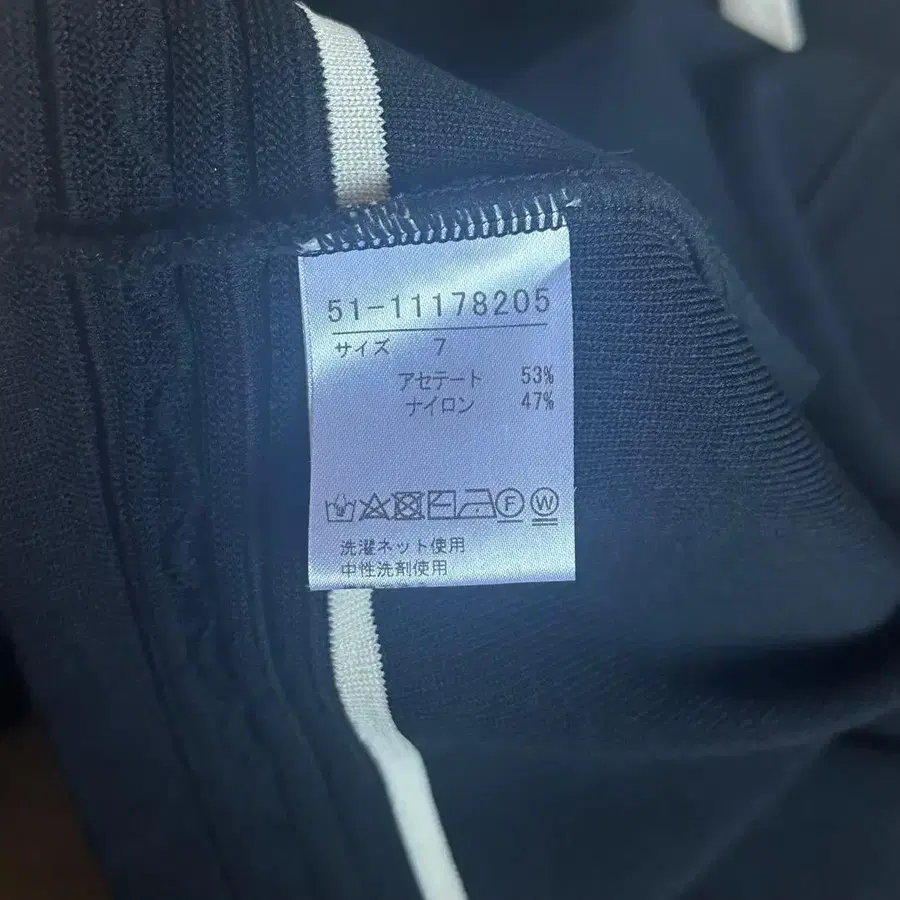 51-11178205
サイズ 7
アセテート 53%
ナイロン 47%
F W
洗濯ネット使用
中性洗剤使用